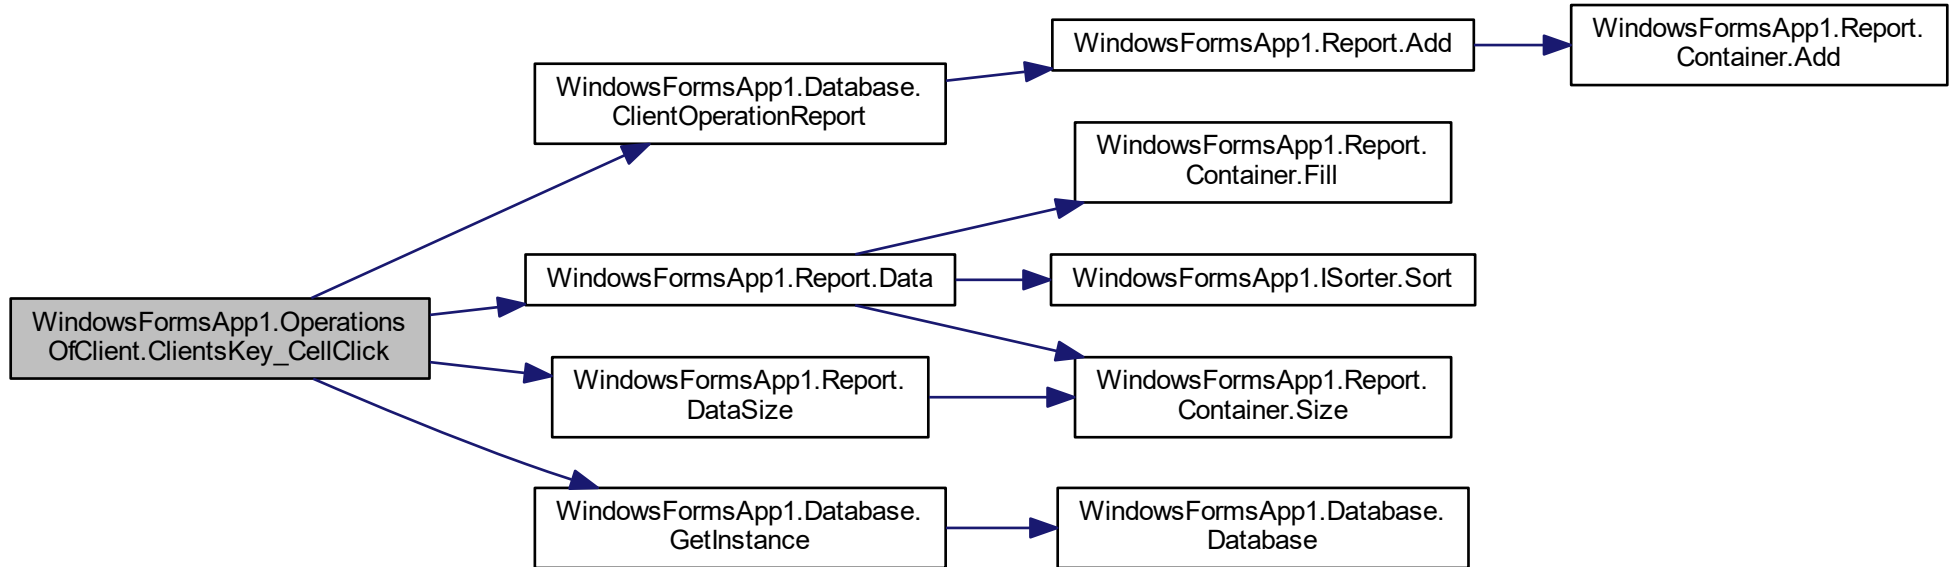 WindowsFormsApp1.Operations
OfClient.ClientsKey_CellClick
WindowsFormsApp1.Database.
ClientOperationReport
WindowsFormsApp1.Report.Add
WindowsFormsApp1.Report.
Container.Add
WindowsFormsApp1.Report.Data
WindowsFormsApp1.Report.
Container.Fill
WindowsFormsApp1.ISorter.Sort
WindowsFormsApp1.Report.
Container.Size
WindowsFormsApp1.Report.
DataSize
WindowsFormsApp1.Database.
GetInstance
WindowsFormsApp1.Database.
Database